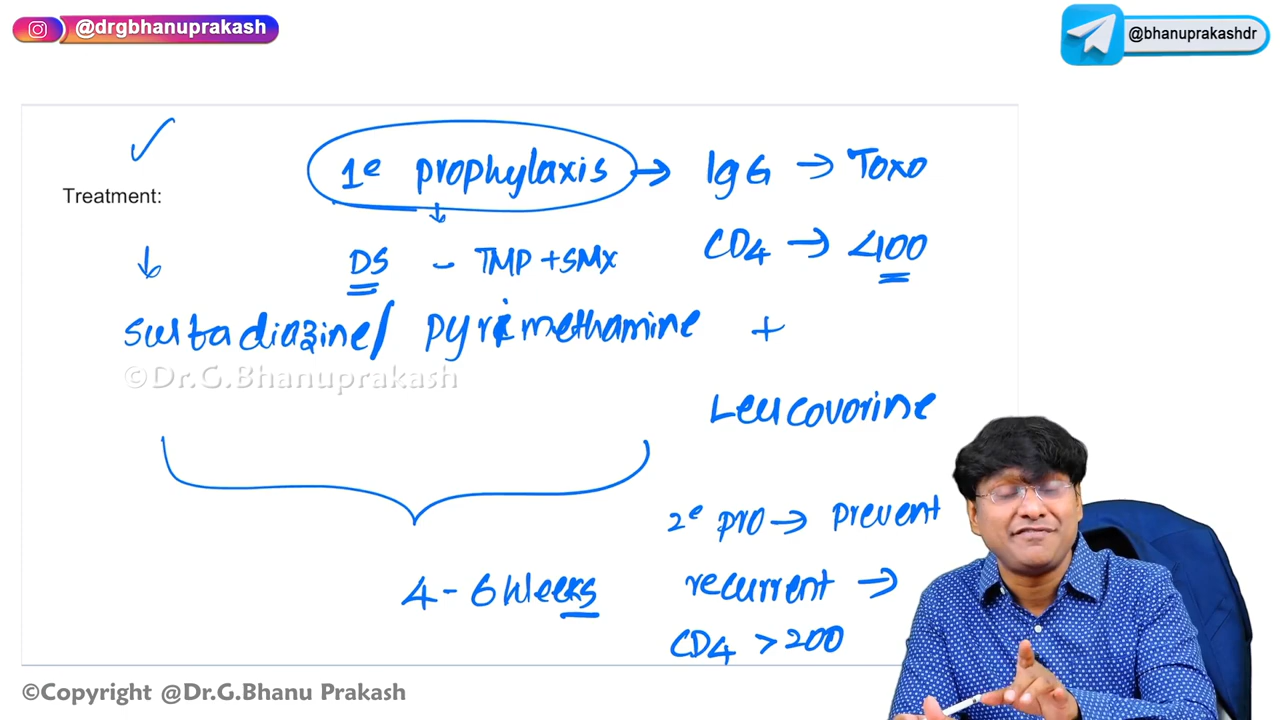 @drgbhanuprakash
@bhanuprakashdr
1e prophylaxis → IgG → Toxo
Treatment:
CD4 → <100
DS - TMP + SMx
sulfadiazine/ pyrimethamine +
©Dr.G.Bhanuprakash
Leucovorine
2e pro → prevent
4 - 6 weeks
recurrent →
CD4 > 200
©Copyright @Dr.G.Bhanu Prakash